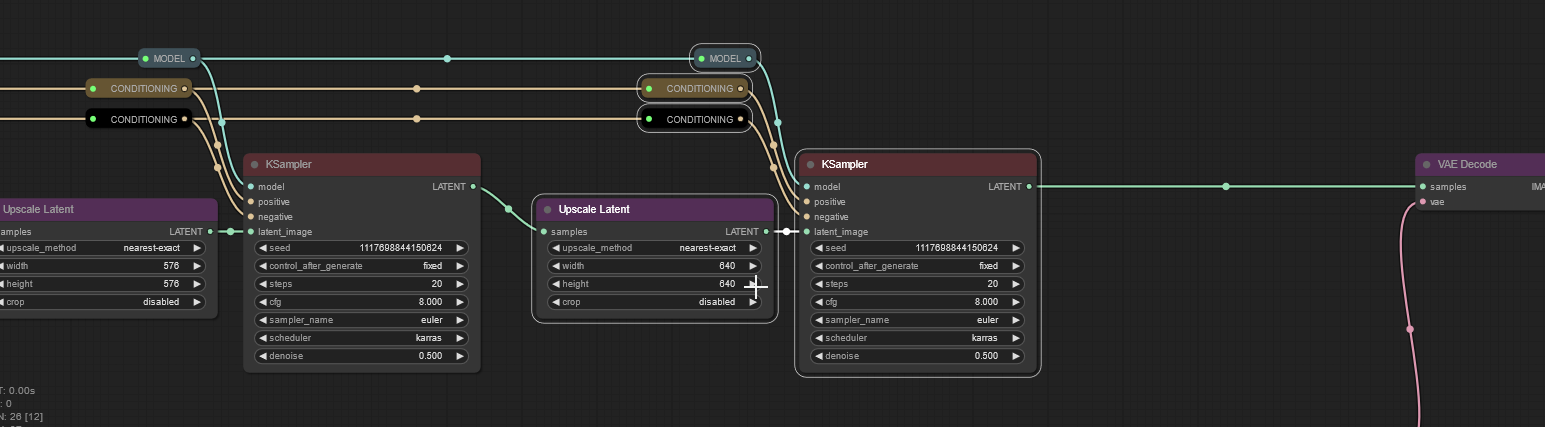 MODEL
MODEL
CONDITIONING
CONDITIONING
CONDITIONING
CONDITIONING
Upscale Latent
amples LATENT
upscale_method nearest-exact
width 576
height 576
crop disabled
KSampler
model LATENT
positive
negative
latent_image
seed 1117698844150624
control_after_generate fixed
steps 20
cfg 8.000
sampler_name euler
scheduler karras
denoise 0.500
Upscale Latent
samples LATENT
upscale_method nearest-exact
width 640
height 640
crop disabled
KSampler
model LATENT
positive
negative
latent_image
seed 1117698844150624
control_after_generate fixed
steps 20
cfg 8.000
sampler_name euler
scheduler karras
denoise 0.500
VAE Decode
samples IMA
vae
T: 0.00s
: 0
N: 26 [12]